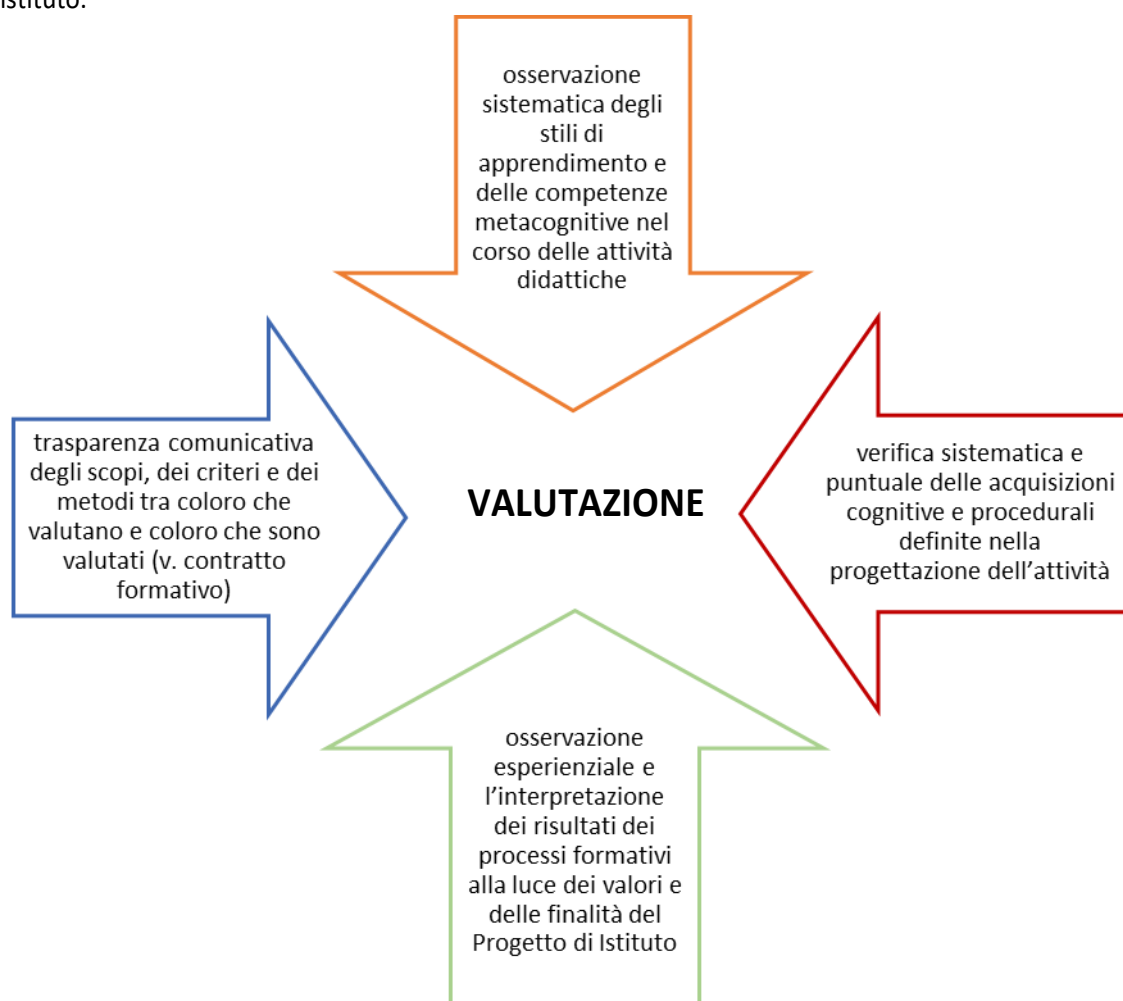 istituto.
osservazione
sistematica degli
stili di
apprendimento e
delle competenze
metacognitive nel
corso delle attività
didattiche
trasparenza comunicativa
degli scopi, dei criteri e dei
metodi tra coloro che
valutano e coloro che sono
valutati (v. contratto
formativo)
VALUTAZIONE
verifica sistematica e
puntuale delle acquisizioni
cognitive e procedurali
definite nella
progettazione dell’attività
osservazione
esperienziale e
l’interpretazione
dei risultati dei
processi formativi
alla luce dei valori e
delle finalità del
Progetto di Istituto